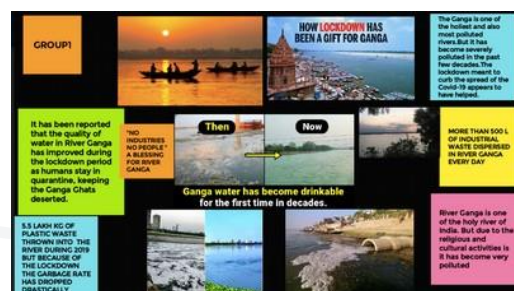 GROUP1
HOW LOCKDOWN HAS
BEEN A GIFT FOR GANGA
The Ganga is one of
the holiest and also
most polluted
rivers.But it has
become severely
polluted in the past
few decades.The
lockdown meant to
curb the spread of the
Covid-19 appears to
have helped.
It has been reported
that the quality of
water in River Ganga
has improved during
the lockdown period
as humans stay in
quarantine, keeping
the Ganga Ghats
deserted.
"NO
INDUSTRIES
NO PEOPLE"
A BLESSING
FOR RIVER
GANGA
Then
Now
Ganga water has become drinkable
for the first time in decades.
MORE THAN 500 L
OF INDUSTRIAL
WASTE DISPERSED
IN RIVER GANGA
EVERY DAY
5.5 LAKH KG OF
PLASTIC WASTE
THROWN INTO THE
RIVER DURING 2019
BUT BECAUSE OF
THE LOCKDOWN
THE GARBAGE RATE
HAS DROPPED
DRASTICALLY
River Ganga is one
of the holy river of
India. But due to the
religious and
cultural activities is
it has become very
polluted